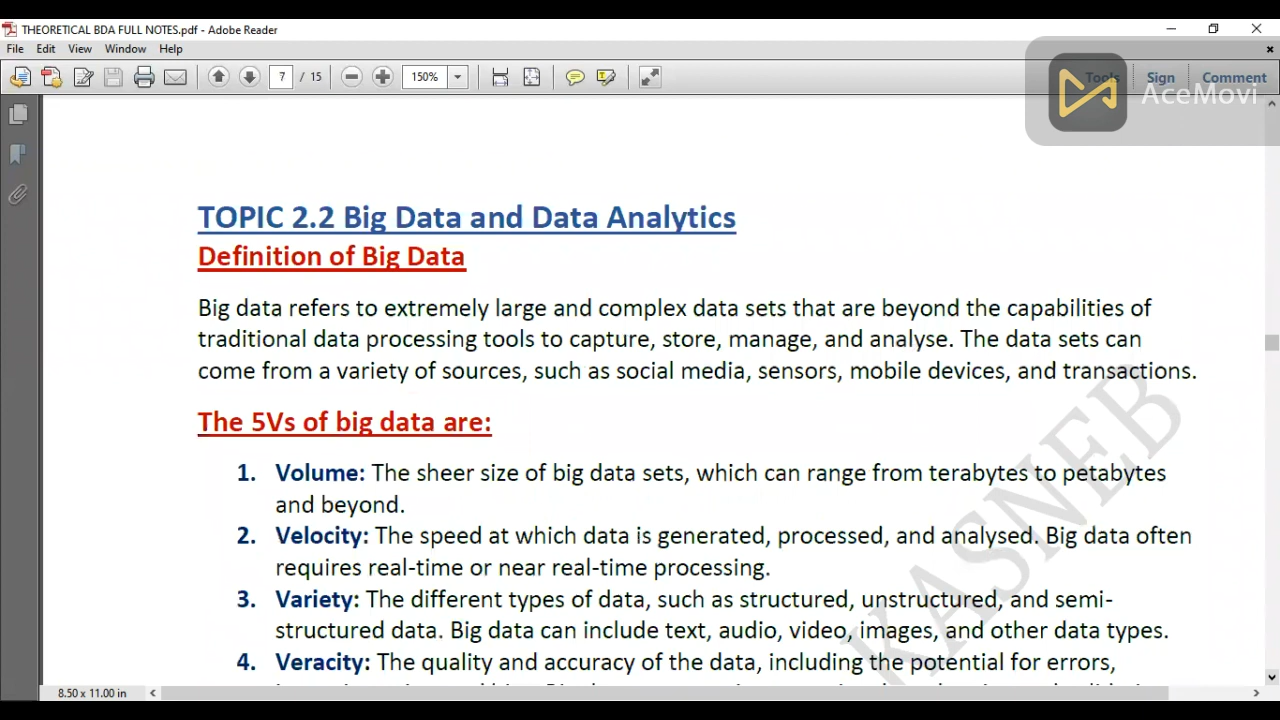 THEORETICAL BDA FULL NOTES.pdf - Adobe Reader
File Edit View Window Help
7 / 15 150% Tools Sign Comment
AceMovi
TOPIC 2.2 Big Data and Data Analytics
Definition of Big Data
Big data refers to extremely large and complex data sets that are beyond the capabilities of
traditional data processing tools to capture, store, manage, and analyse. The data sets can
come from a variety of sources, such as social media, sensors, mobile devices, and transactions.
The 5Vs of big data are:
1. Volume: The sheer size of big data sets, which can range from terabytes to petabytes
and beyond.
2. Velocity: The speed at which data is generated, processed, and analysed. Big data often
requires real-time or near real-time processing.
3. Variety: The different types of data, such as structured, unstructured, and semi-
structured data. Big data can include text, audio, video, images, and other data types.
4. Veracity: The quality and accuracy of the data, including the potential for errors,
KASNEB
8.50 x 11.00 in